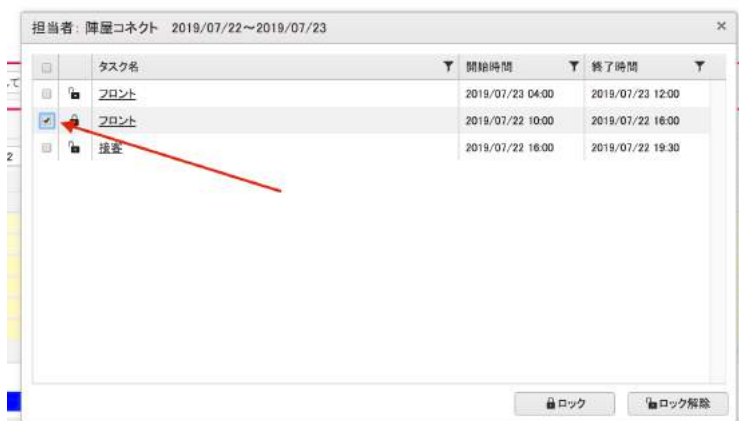 担当者: 陣屋コネクト 2019/07/22～2019/07/23
タスク名 開始時間 終了時間
フロント 2019/07/23 04:00 2019/07/23 12:00
フロント 2019/07/22 10:00 2019/07/22 16:00
接客 2019/07/22 16:00 2019/07/22 19:30
ロック ロック解除